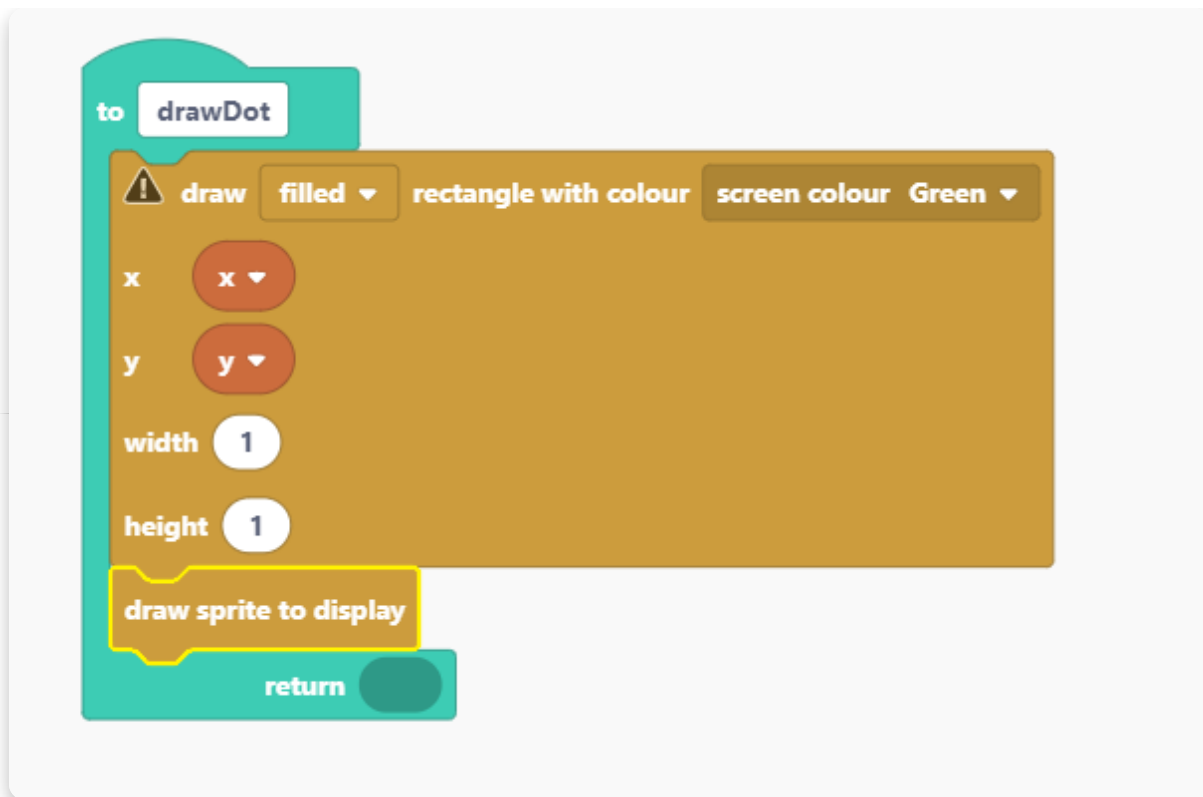 to drawDot
draw filled rectangle with colour screen colour Green
x x
y y
width 1
height 1
draw sprite to display
return